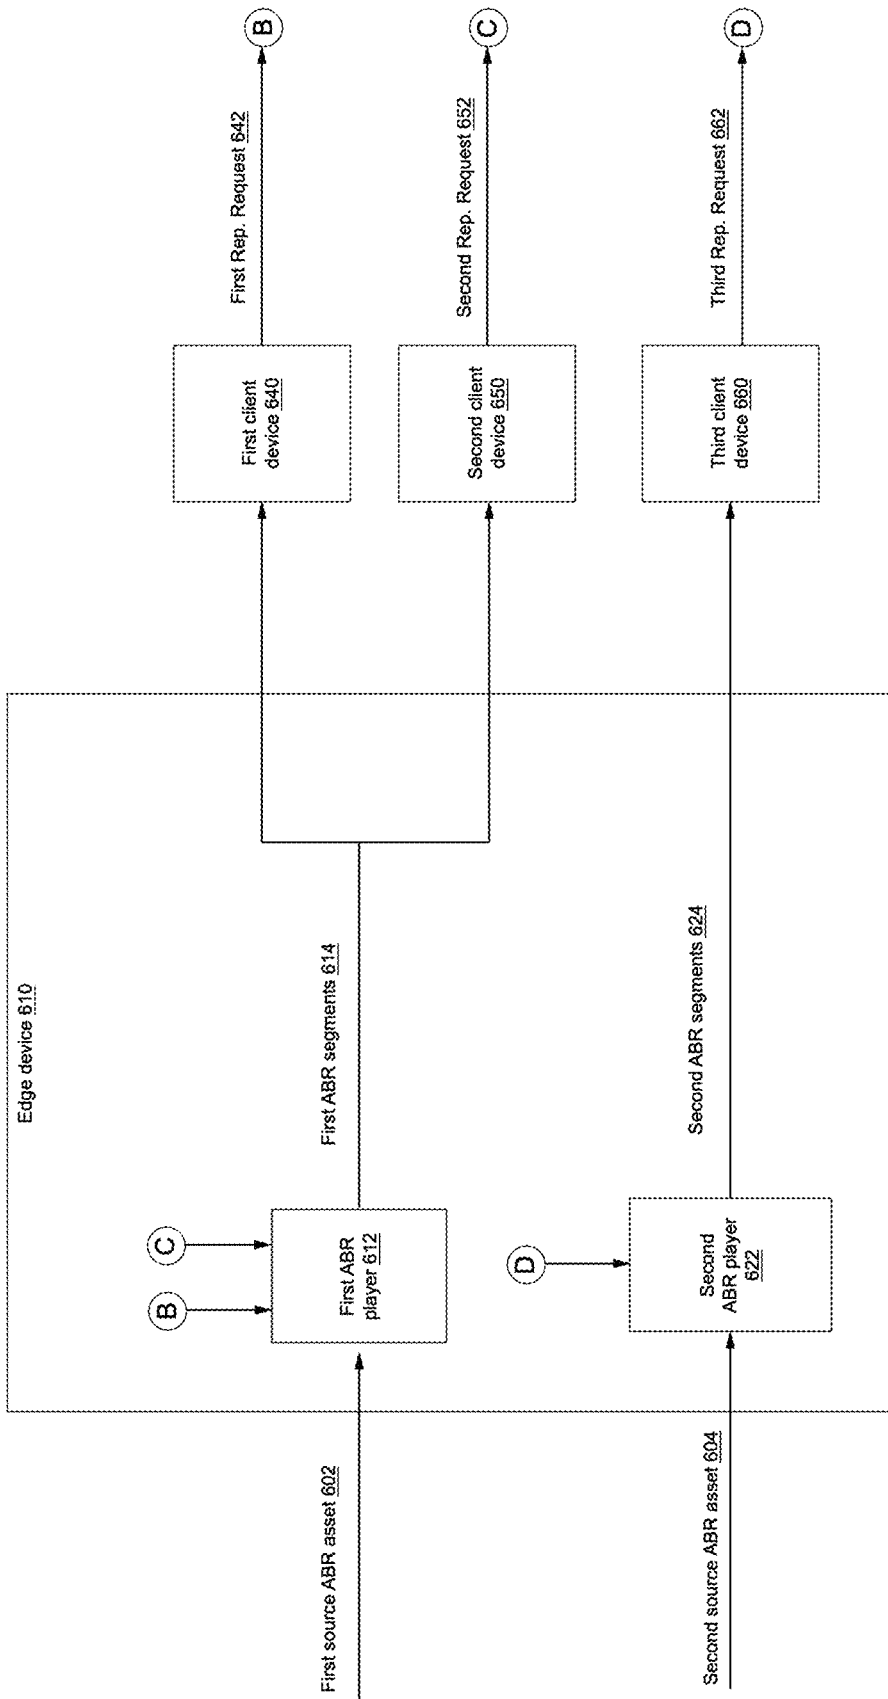 Edge device 610
First source ABR asset 602
B
C
First ABR
player 612
First ABR segments 614
First client
device 640
First Rep. Request 642
B
Second client
device 650
Second Rep. Request 652
C
Second source ABR asset 604
D
Second
ABR player
622
Second ABR segments 624
Third client
device 660
Third Rep. Request 662
D